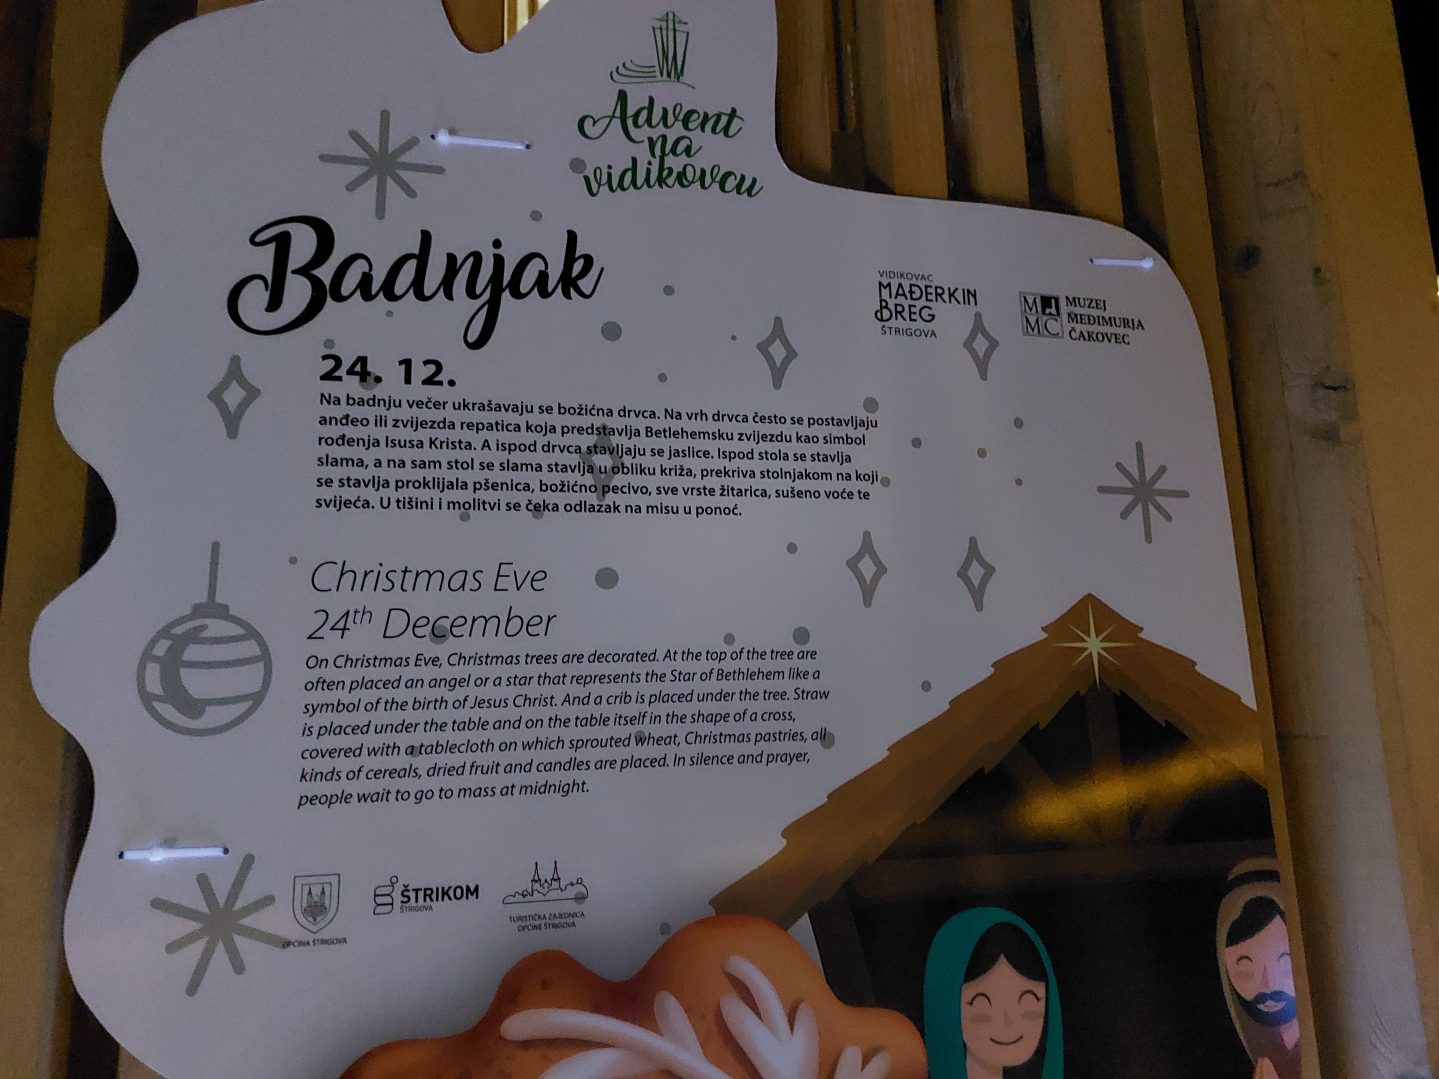 Advent
na
vidikovcu
Badnjak
VIDIKOVAC
MAĐERKIN
BREG
ŠTRIGOVA
MMC
MUZEJ
MEĐIMURJA
ČAKOVEC
24. 12.
Na badnju večer ukrašavaju se božićna drvca. Na vrh drvca često se postavljaju
anđeo ili zvijezda repatica koja predstavlja Betlehemsku zvijezdu kao simbol
rođenja Isusa Krista. A ispod drvca stavljaju se jaslice. Ispod stola se stavlja
slama, a na sam stol se slama stavlja u obliku križa, prekriva stolnjakom na koji
se stavlja proklijala pšenica, božićno pecivo, sve vrste žitarica, sušeno voće te
svijeća. U tišini i molitvi se čeka odlazak na misu u ponoć.
Christmas Eve
24th December
On Christmas Eve, Christmas trees are decorated. At the top of the tree are
often placed an angel or a star that represents the Star of Bethlehem like a
symbol of the birth of Jesus Christ. And a crib is placed under the tree. Straw
is placed under the table and on the table itself in the shape of a cross,
covered with a tablecloth on which sprouted wheat, Christmas pastries, all
kinds of cereals, dried fruit and candles are placed. In silence and prayer,
people wait to go to mass at midnight.
OPĆINA ŠTRIGOVA
ŠTRIKOM
ŠTRIGOVA
TURISTIČKA ZAJEDNICA
OPĆINE ŠTRIGOVA